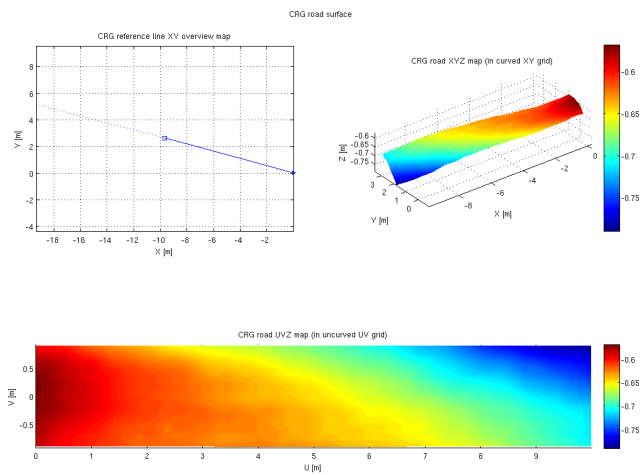 CRG road surface
CRG reference line XY overview map
8
6
4
2
0
-2
-4
Y [m]
-18 -16 -14 -12 -10 -8 -6 -4 -2
X [m]
CRG road XYZ map (in curved XY grid)
-0.6
-0.65
-0.7
-0.75
Z [m]
3 2 1 0
Y [m]
-8 -6 -4 -2 0
X [m]
-0.6
-0.65
-0.7
-0.75
CRG road UVZ map (in uncurved UV grid)
0.5
0
-0.5
V [m]
0 1 2 3 4 5 6 7 8 9
U [m]
-0.6
-0.65
-0.7
-0.75